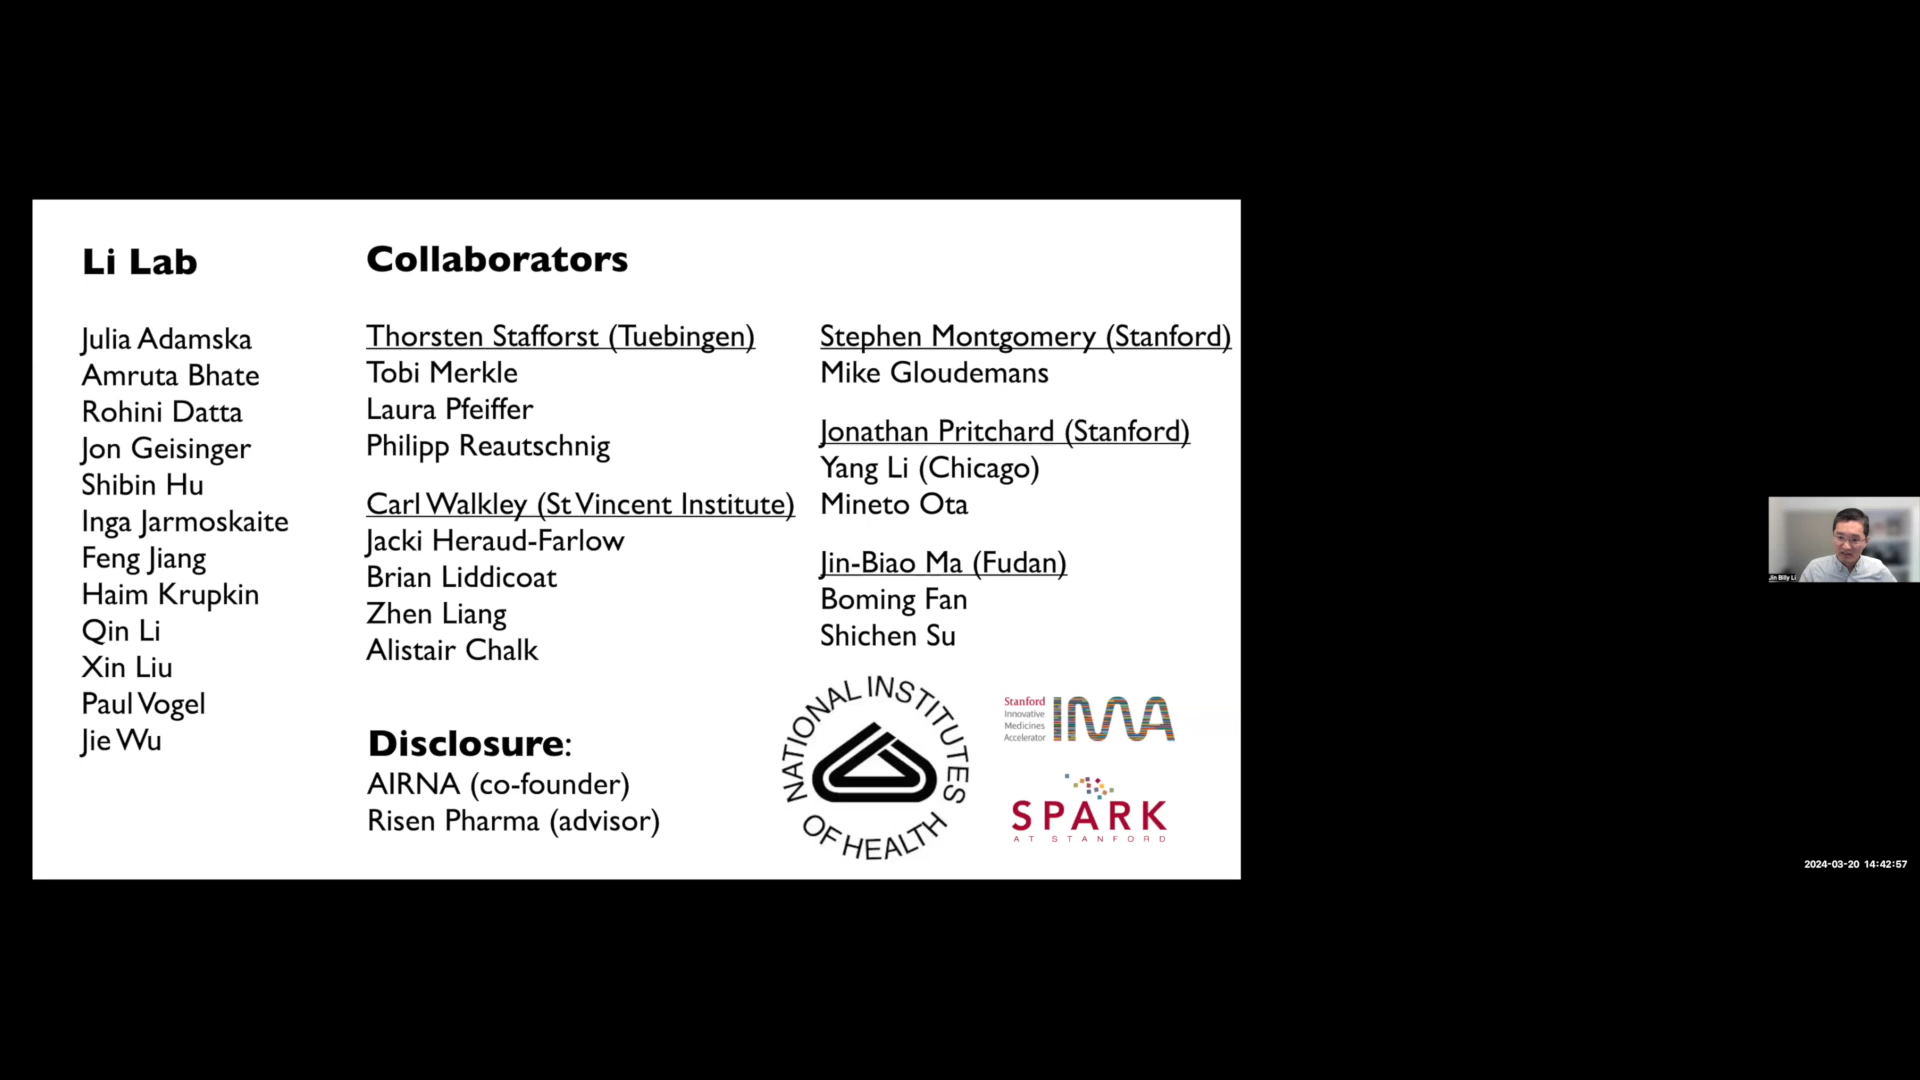 Li Lab
Julia Adamska
Amruta Bhate
Rohini Datta
Jon Geisinger
Shibin Hu
Inga Jarmoskaite
Feng Jiang
Haim Krupkin
Qin Li
Xin Liu
Paul Vogel
Jie Wu
Collaborators
Thorsten Stafforst (Tuebingen)
Tobi Merkle
Laura Pfeiffer
Philipp Reautschnig
Carl Walkley (St Vincent Institute)
Jacki Heraud-Farlow
Brian Liddicoat
Zhen Liang
Alistair Chalk
Stephen Montgomery (Stanford)
Mike Gloudemans
Jonathan Pritchard (Stanford)
Yang Li (Chicago)
Mineto Ota
Jin-Biao Ma (Fudan)
Boming Fan
Shichen Su
Disclosure:
AIRNA (co-founder)
Risen Pharma (advisor)
NATIONAL INSTITUTES
OF HEALTH
Stanford
Innovative
Medicines
Accelerator
IMA
SPARK
AT STANFORD
Jin Billy Li
2024-03-20 14:42:57